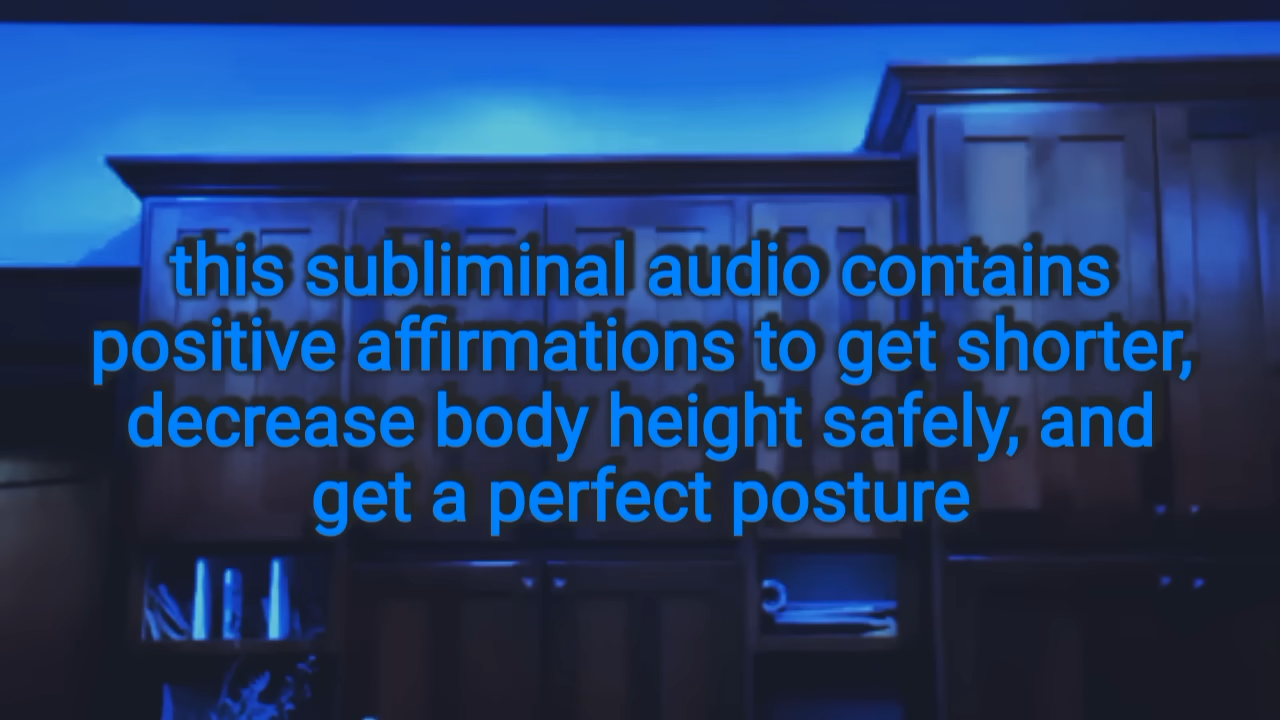 this subliminal audio contains
positive affirmations to get shorter,
decrease body height safely, and
get a perfect posture